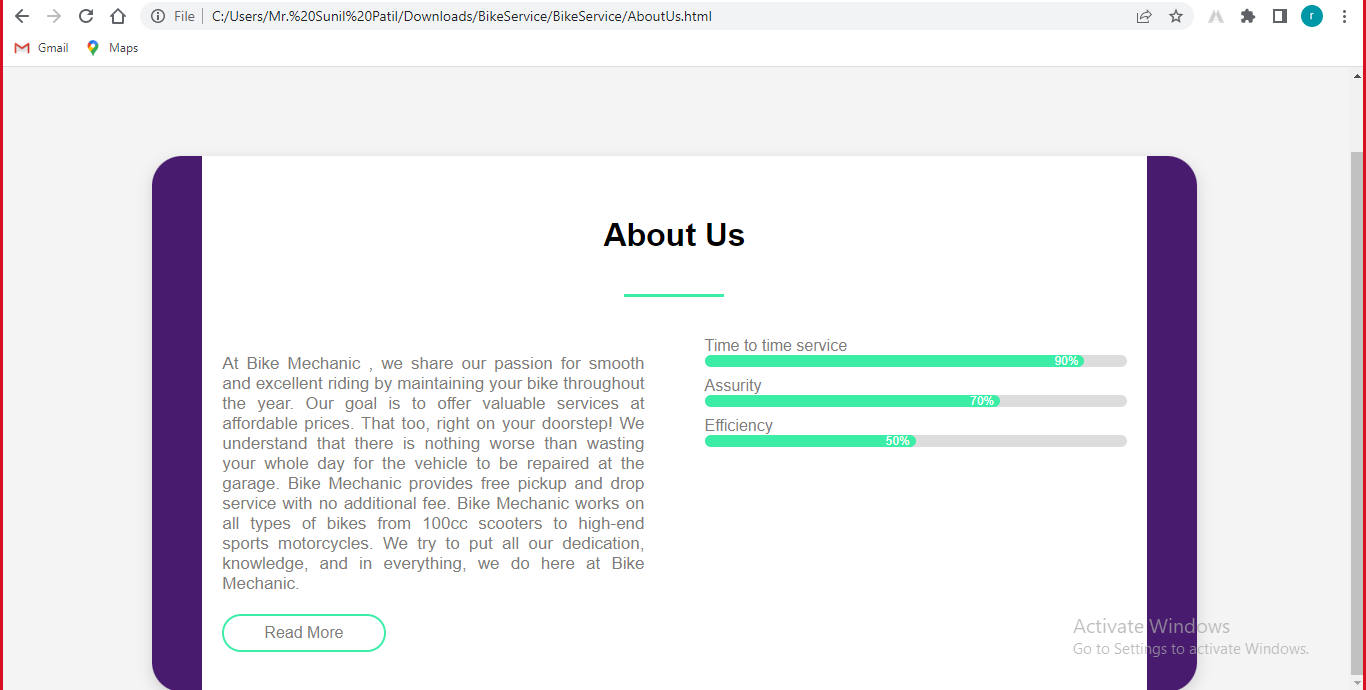 File C:/Users/Mr.%20Sunil%20Patil/Downloads/BikeService/BikeService/AboutUs.html
r
Gmail Maps
About Us
At Bike Mechanic , we share our passion for smooth
and excellent riding by maintaining your bike throughout
the year. Our goal is to offer valuable services at
affordable prices. That too, right on your doorstep! We
understand that there is nothing worse than wasting
your whole day for the vehicle to be repaired at the
garage. Bike Mechanic provides free pickup and drop
service with no additional fee. Bike Mechanic works on
all types of bikes from 100cc scooters to high-end
sports motorcycles. We try to put all our dedication,
knowledge, and in everything, we do here at Bike
Mechanic.
Read More
Time to time service
90%
Assurity
70%
Efficiency
50%
Activate Windows
Go to Settings to activate Windows.